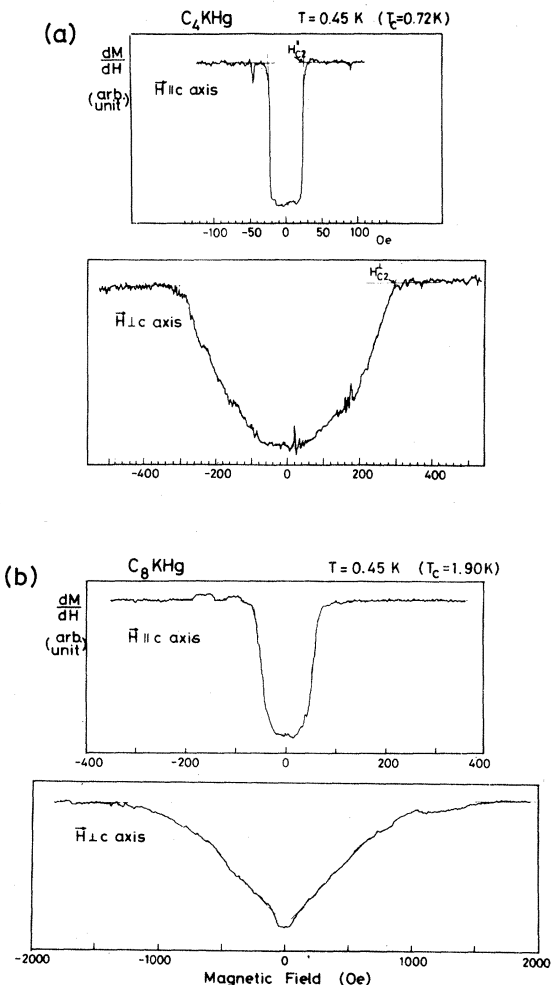 (a)
C4KHg T = 0.45 K (Tc=0.72K)
dM
dH
(arb. unit)
H∥c axis
H"C2
-100 -50 0 50 100
Oe
H⊥c axis
H⊥C2
-400 -200 0 200 400
(b)
C8KHg T = 0.45 K (Tc=1.90K)
dM
dH
(arb. unit)
H∥c axis
-400 -200 0 200 400
H⊥c axis
-2000 -1000 0 1000 2000
Magnetic Field (Oe)